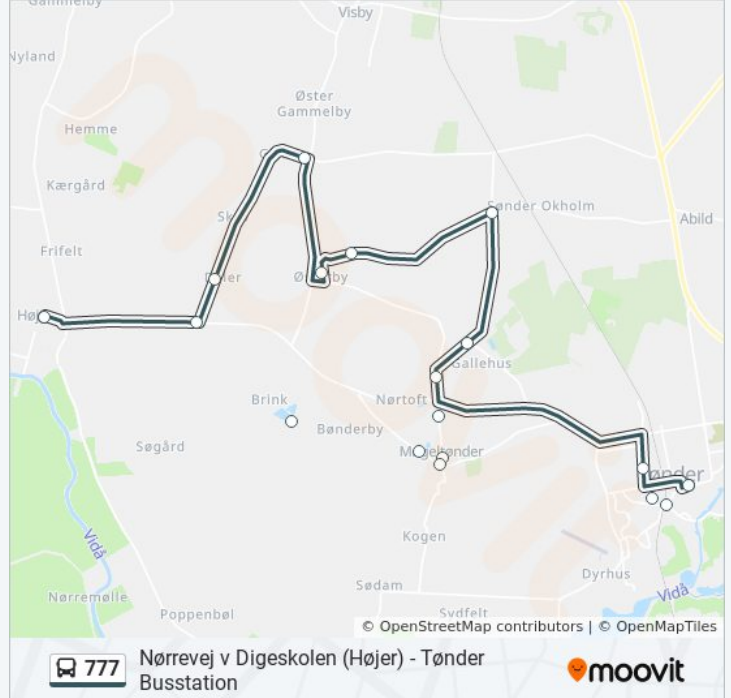 Gammelby
Visby
Nyland
Øster
Gammelby
Hemme
Kærgård
Sønder Okholm
Abild
Frifelt
Gallehus
Brink
Nørtoft
Bønderby
Søgård
Møgeltønder
Tønder
Kogen
Vidå
Dyrhus
Sødam
Nørremølle
Vidå
Poppenbøl
Sydfelt
© OpenStreetMap contributors | © OpenMapTiles
777
Nørrevej v Digeskolen (Højer) - Tønder
Busstation
moovit